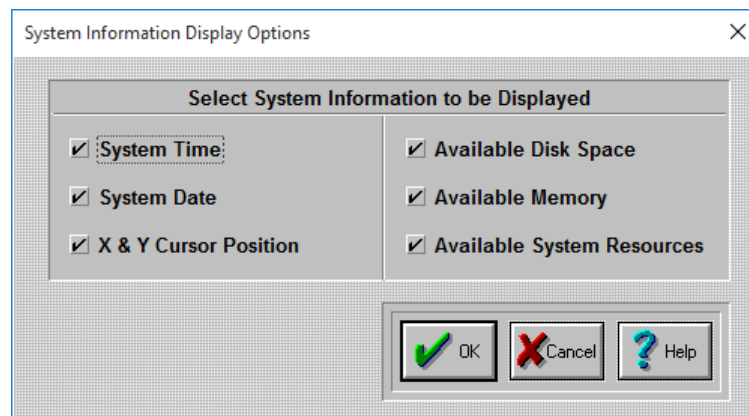 System Information Display Options
Select System Information to be Displayed
System Time
System Date
X & Y Cursor Position
Available Disk Space
Available Memory
Available System Resources
OK
Cancel
Help